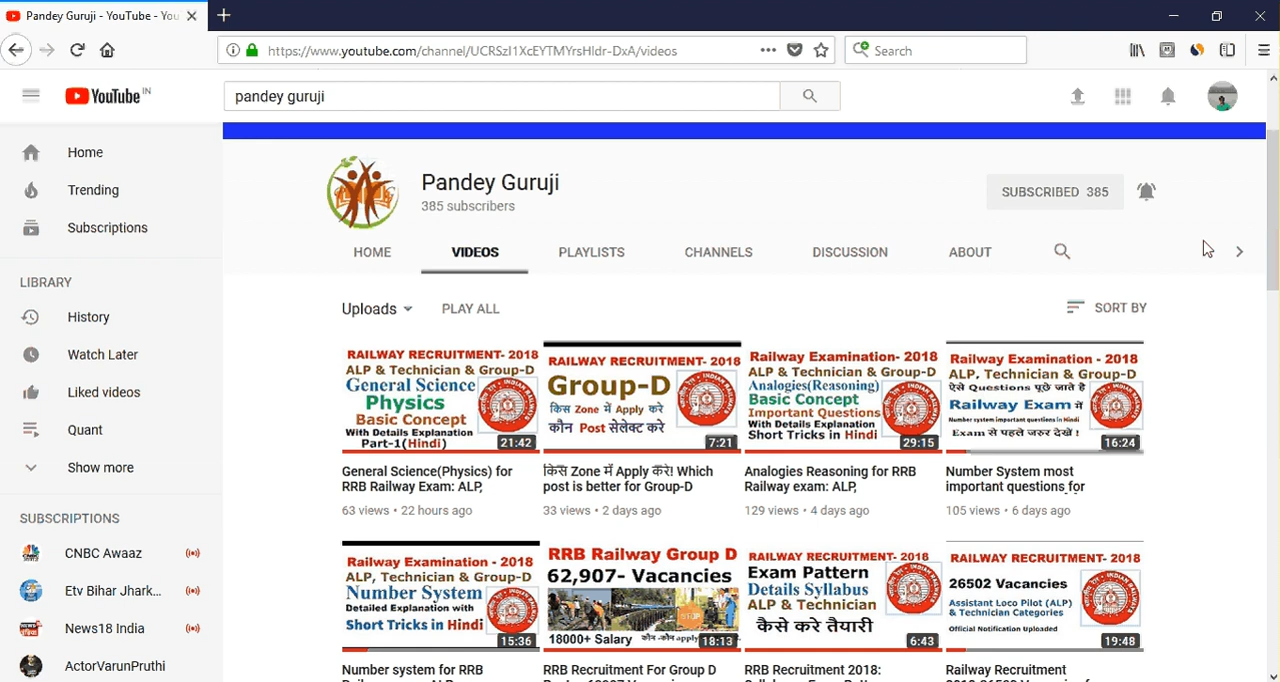 Pandey Guruji - YouTube - You
https://www.youtube.com/channel/UCRSzI1XcEYTMYrsHldr-DxA/videos
Search
YouTube IN
pandey guruji
Home
Trending
Subscriptions
LIBRARY
History
Watch Later
Liked videos
Quant
Show more
SUBSCRIPTIONS
CNBC Awaaz
Etv Bihar Jhark...
News18 India
ActorVarunPruthi
Pandey Guruji
385 subscribers
SUBSCRIBED 385
HOME VIDEOS PLAYLISTS CHANNELS DISCUSSION ABOUT
Uploads PLAY ALL SORT BY
RAILWAY RECRUITMENT- 2018
ALP & Technician & Group-D
General Science
Physics
Basic Concept
With Details Explanation
Part-1(Hindi)
21:42
General Science(Physics) for
RRB Railway Exam: ALP,
63 views • 22 hours ago
RAILWAY RECRUITMENT- 2018
Group-D
किस Zone में Apply करे
कौन Post सेलेक्ट करे
7:21
किस Zone में Apply करे! Which
post is better for Group-D
33 views • 2 days ago
Railway Examination- 2018
ALP & Technician & Group-D
Analogies(Reasoning)
Basic Concept
Important Questions
With Details Explanation
Short Tricks in Hindi
29:15
Analogies Reasoning for RRB
Railway exam: ALP,
129 views • 4 days ago
Railway Examination - 2018
ALP, Technician & Group-D
ऐसे Questions पूछे जाते है
Railway Exam में
Number system important questions in
Exam से पहले जरुर देखें !
16:24
Number System most
important questions for
105 views • 6 days ago
Railway Examination - 2018
ALP, Technician & Group-D
Number System
Detailed Explanation with
Short Tricks in Hindi
15:36
Number system for RRB
RRB Railway Group D
62,907- Vacancies
STOP
18000+ Salary कौन -कौन apply
18:13
RRB Recruitment For Group D
RAILWAY RECRUITMENT- 2018
Exam Pattern
Details Syllabus
ALP & Technician
कैसे करे तैयारी
6:43
RRB Recruitment 2018:
RAILWAY RECRUITMENT- 2018
26502 Vacancies
Assistant Loco Pilot (ALP)
& Technician Categories
Official Notification Uploaded
19:48
Railway Recruitment